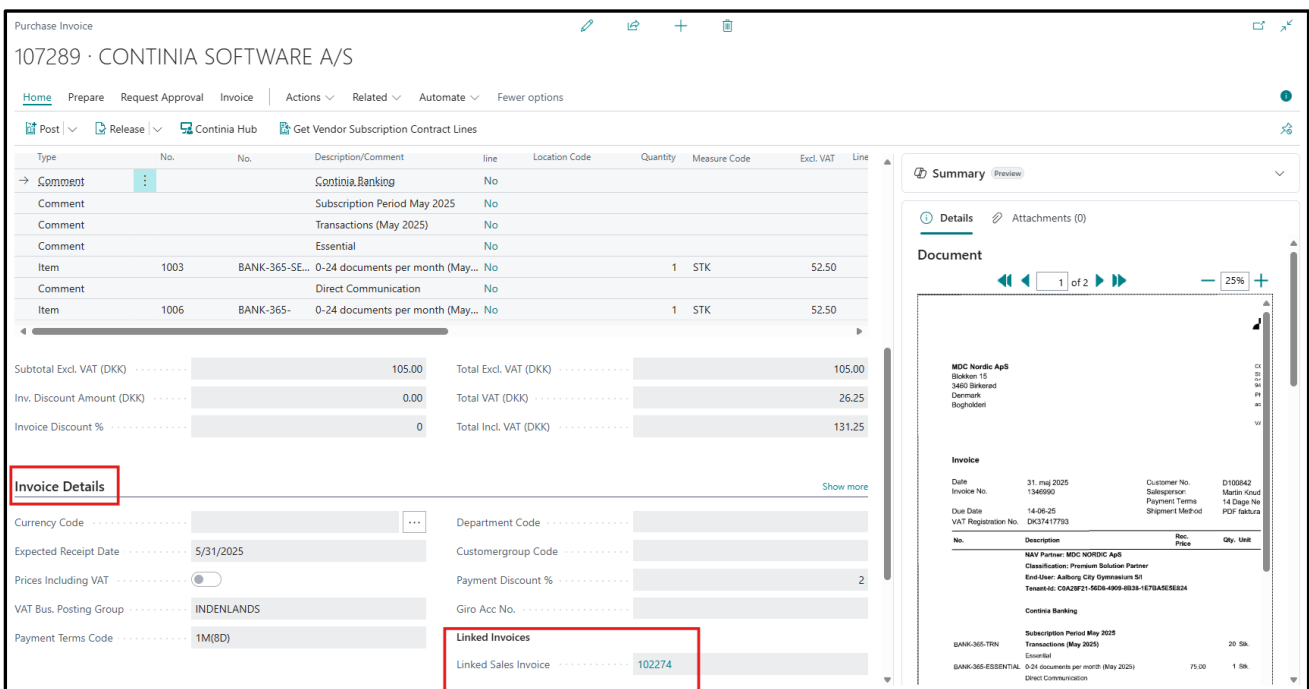 Purchase Invoice
107289 · CONTINIA SOFTWARE A/S
Home Prepare Request Approval Invoice Actions Related Automate Fewer options
Post Release Continia Hub Get Vendor Subscription Contract Lines
Type No. No. Description/Comment line Location Code Quantity Measure Code Excl. VAT Line
Comment Continia Banking No
Comment Subscription Period May 2025 No
Comment Transactions (May 2025) No
Comment Essential No
Item 1003 BANK-365-SE... 0-24 documents per month (May... No 1 STK 52.50
Comment Direct Communication No
Item 1006 BANK-365- 0-24 documents per month (May... No 1 STK 52.50
Subtotal Excl. VAT (DKK) 105.00 Total Excl. VAT (DKK) 105.00
Inv. Discount Amount (DKK) 0.00 Total VAT (DKK) 26.25
Invoice Discount % 0 Total Incl. VAT (DKK) 131.25
Invoice Details Show more
Currency Code ... Department Code
Expected Receipt Date 5/31/2025 Customergroup Code
Prices Including VAT Payment Discount % 2
VAT Bus. Posting Group INDENLANDS Giro Acc No.
Payment Terms Code 1M(8D) Linked Invoices
Linked Sales Invoice 102274
Summary Preview
Details Attachments (0)
Document
1 of 2 25%
MDC Nordic ApS
Blokken 15
3460 Birkerød
Denmark
Bogholderi
Invoice
Date 31. maj 2025 Customer No. D100842
Invoice No. 1346990 Salesperson Martin Knud
Payment Terms 14 Dage Ne
Due Date 14-06-25 Shipment Method PDF faktura
VAT Registration No. DK37417793
No. Description Rec. Price Qty. Unit
NAV Partner: MDC NORDIC ApS
Classification: Premium Solution Partner
End-User: Aalborg City Gymnasium S/I
Tenant-Id: C0A28F21-56D8-4909-8B38-1E7BA5E5E824
Continia Banking
Subscription Period May 2025
BANK-365-TRN Transactions (May 2025) 20 Stk.
Essential
BANK-365-ESSENTIAL 0-24 documents per month (May 2025) 75,00 1 Stk.
Direct Communication